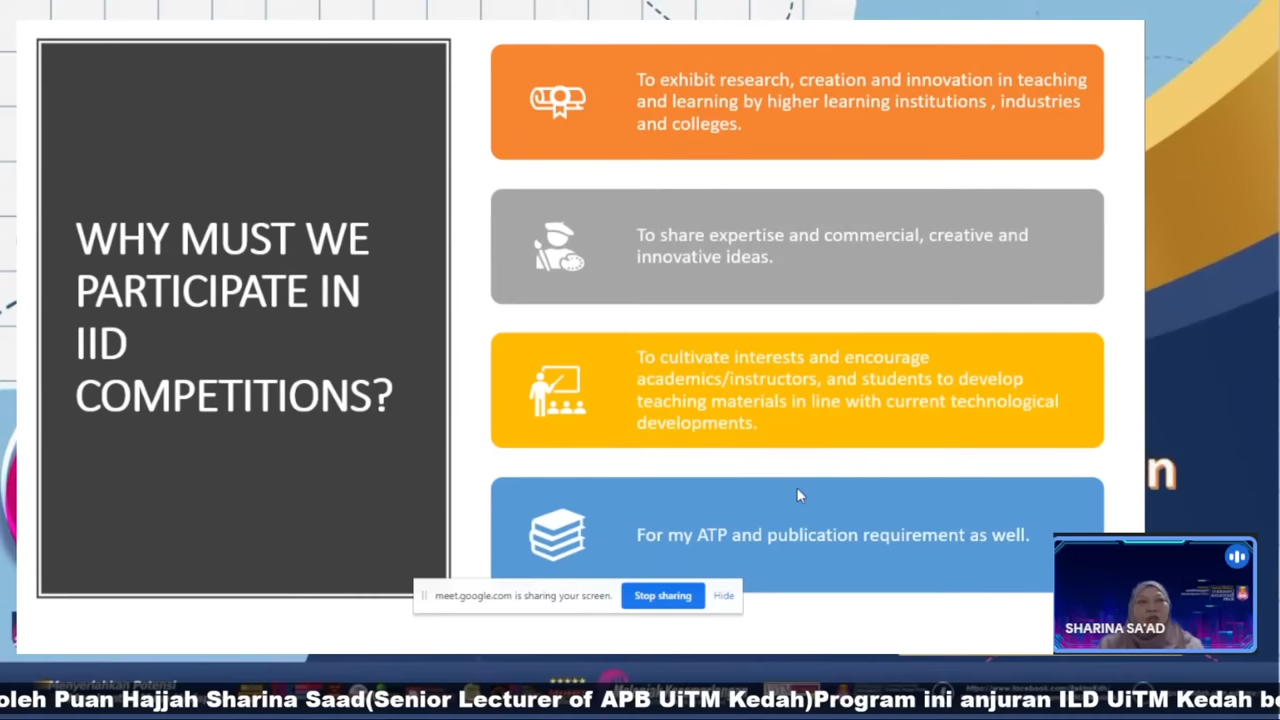 WHY MUST WE
PARTICIPATE IN
IID
COMPETITIONS?
To exhibit research, creation and innovation in teaching
and learning by higher learning institutions , industries
and colleges.
To share expertise and commercial, creative and
innovative ideas.
To cultivate interests and encourage
academics/instructors, and students to develop
teaching materials in line with current technological
developments.
For my ATP and publication requirement as well.
meet.google.com is sharing your screen.
Stop sharing
Hide
n
SHARINA SA'AD
Menyerlahkan Potensi
oleh Puan Hajjah Sharina Saad(Senior Lecturer of APB UiTM Kedah)Program ini anjuran ILD UiTM Kedah b